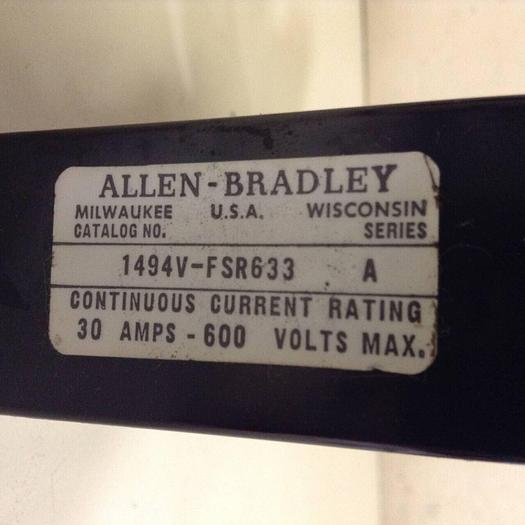 ALLEN-BRADLEY
MILWAUKEE U.S.A. WISCONSIN
CATALOG NO. SERIES
1494V-FSR633 A
CONTINUOUS CURRENT RATING
30 AMPS - 600 VOLTS MAX.